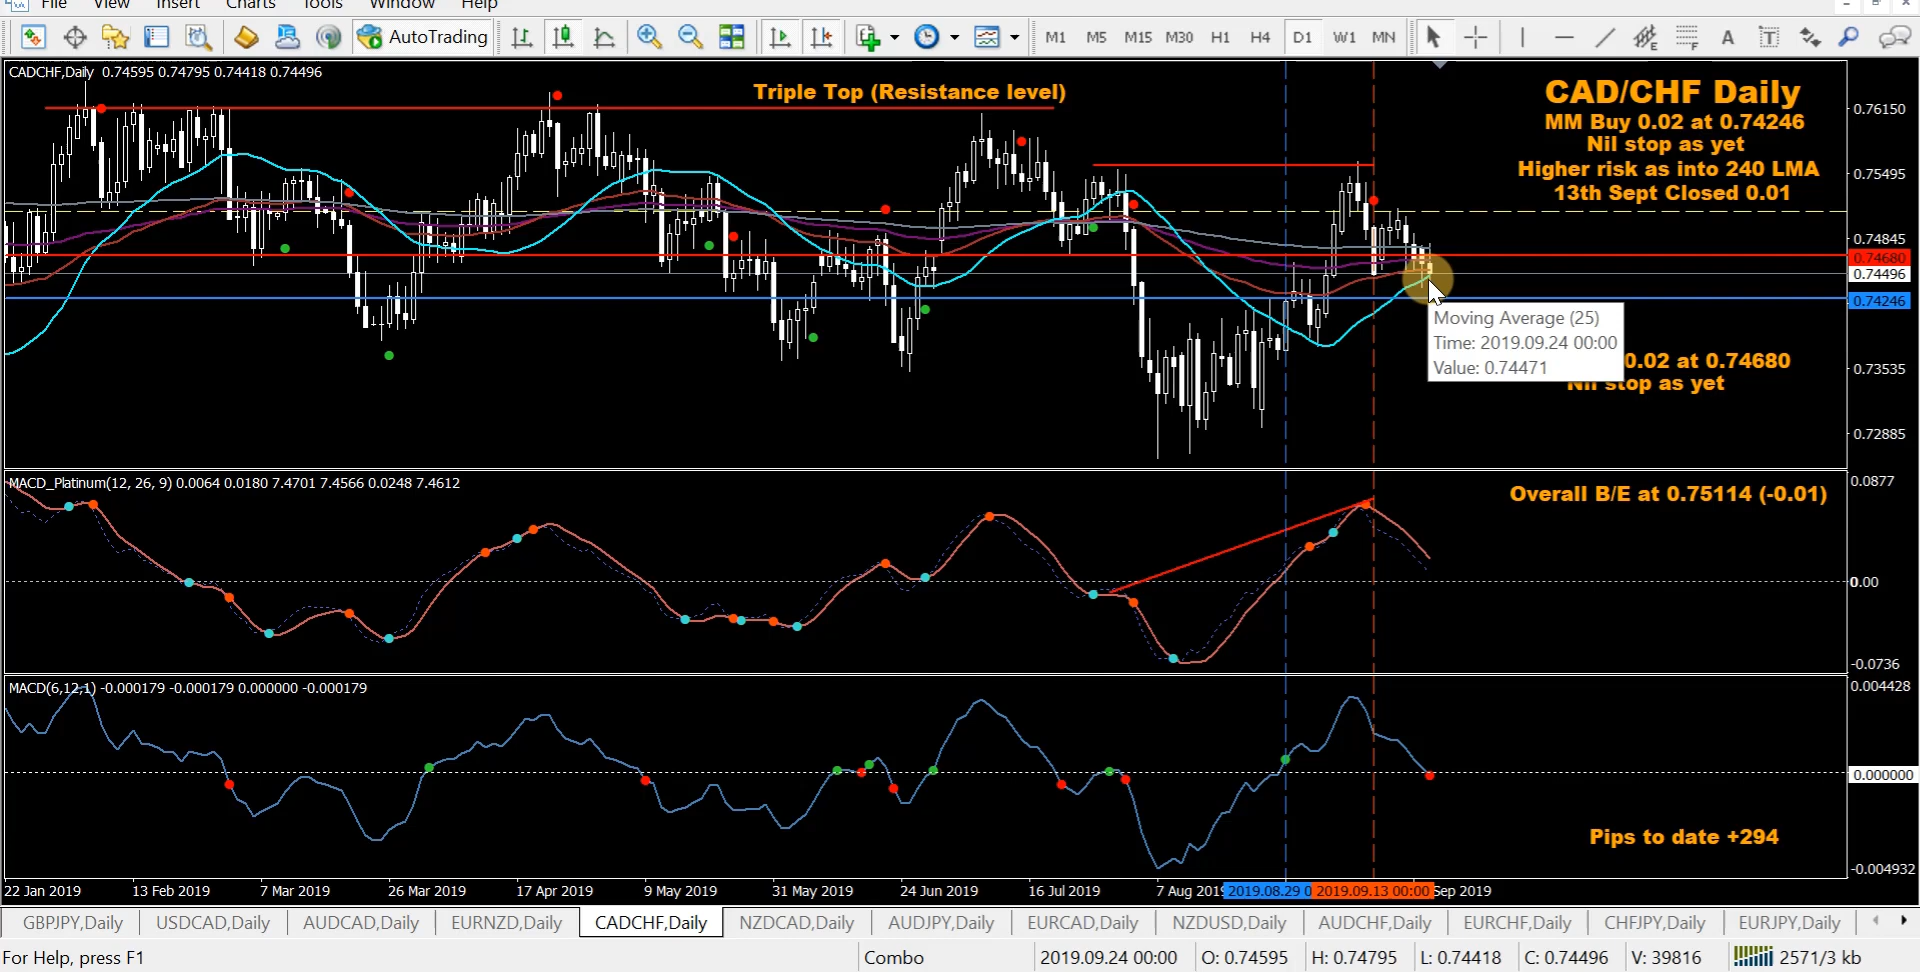 File View Insert Charts Tools Window Help
AutoTrading M1 M5 M15 M30 H1 H4 D1 W1 MN
CADCHF,Daily 0.74595 0.74795 0.74418 0.74496
Triple Top (Resistance level)
CAD/CHF Daily
MM Buy 0.02 at 0.74246
Nil stop as yet
Higher risk as into 240 LMA
13th Sept Closed 0.01
0.76150
0.75495
0.74845
0.74680
0.74496
0.74246
0.73535
0.72885
Moving Average (25)
Time: 2019.09.24 00:00
Value: 0.74471
0.02 at 0.74680
Nil stop as yet
MACD_Platinum(12, 26, 9) 0.0064 0.0180 7.4701 7.4566 0.0248 7.4612
Overall B/E at 0.75114 (-0.01)
0.0877
0.00
-0.0736
MACD(6,12,1) -0.000179 -0.000179 0.000000 -0.000179
0.004428
0.000000
Pips to date +294
-0.004932
22 Jan 2019 13 Feb 2019 7 Mar 2019 26 Mar 2019 17 Apr 2019 9 May 2019 31 May 2019 24 Jun 2019 16 Jul 2019 7 Aug 201 2019.08.29 0 2019.09.13 00:00 Sep 2019
GBPJPY,Daily USDCAD,Daily AUDCAD,Daily EURNZD,Daily CADCHF,Daily NZDCAD,Daily AUDJPY,Daily EURCAD,Daily NZDUSD,Daily AUDCHF,Daily EURCHF,Daily CHFJPY,Daily EURJPY,Daily
For Help, press F1 Combo 2019.09.24 00:00 O: 0.74595 H: 0.74795 L: 0.74418 C: 0.74496 V: 39816 2571/3 kb